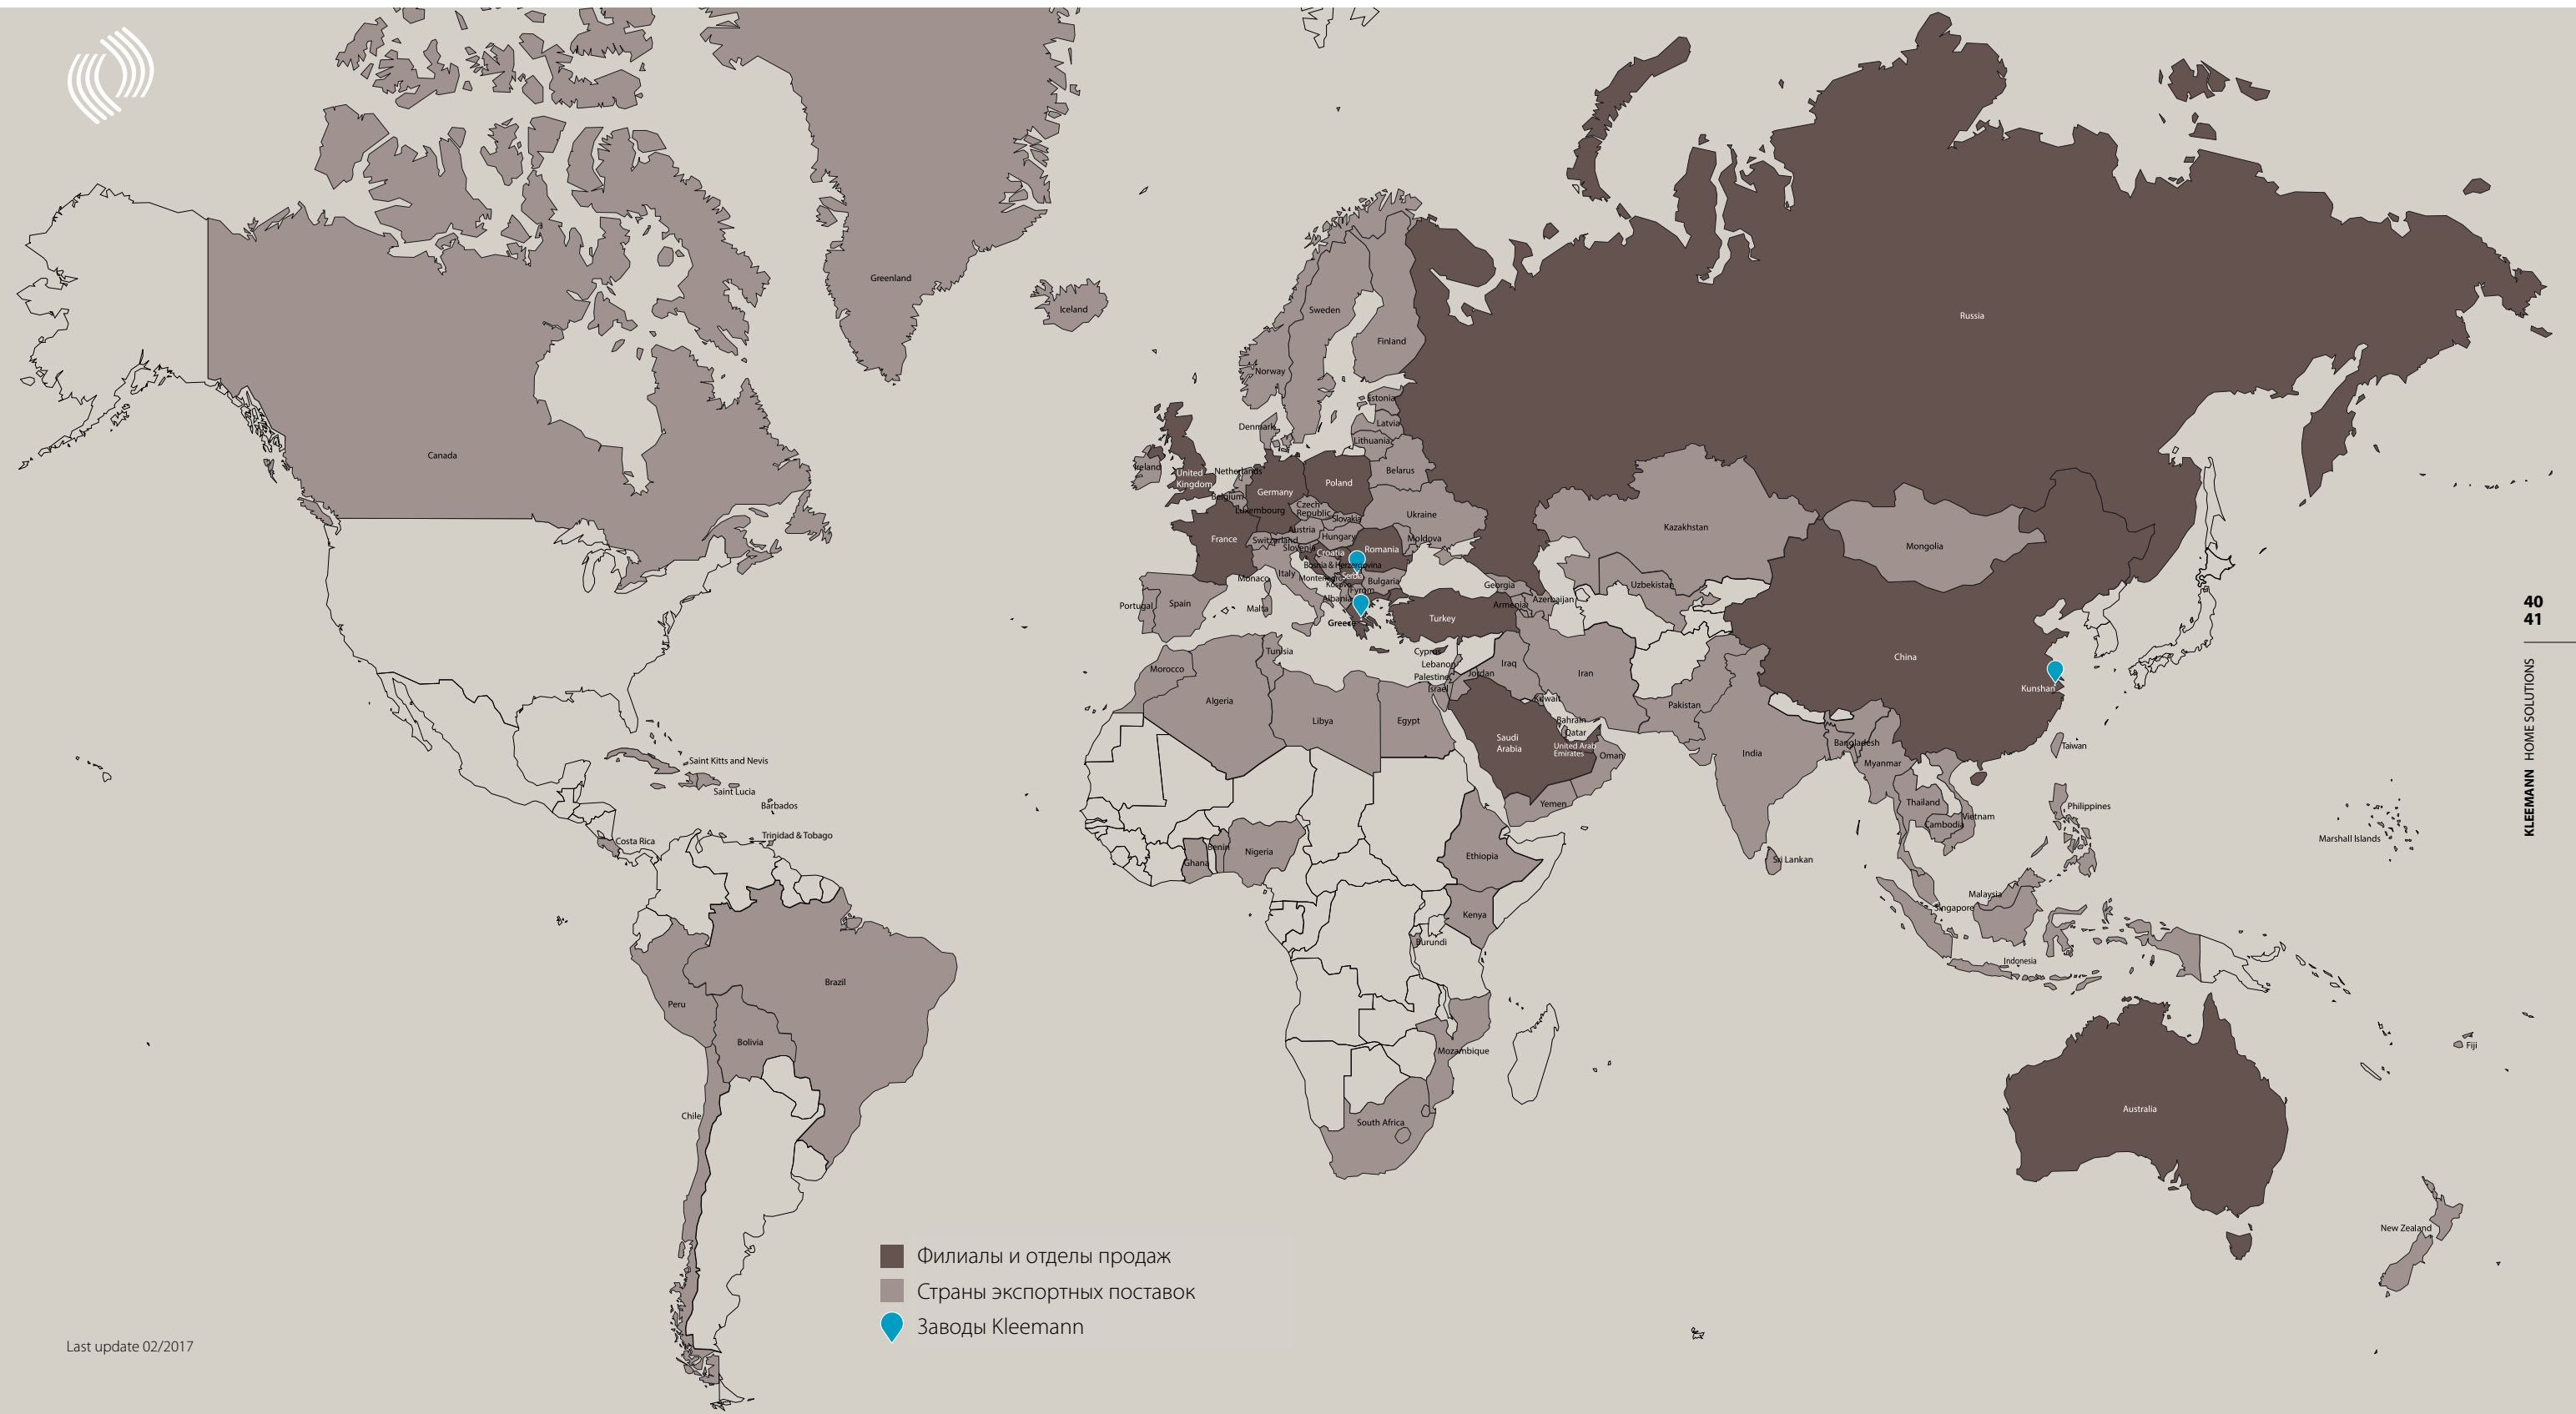 Greenland
Iceland
Sweden
Finland
Norway
Russia
Estonia
Latvia
Lithuania
Denmark
Canada
Ireland
United
Kingdom
Netherlands
Belgium
Germany
Luxembourg
Poland
Belarus
Czech
Republic
Slovakia
Ukraine
Kazakhstan
France
Switzerland
Austria
Hungary
Moldova
Slovenia
Croatia
Romania
Mongolia
Bosnia & Herzergovina
Monaco
Italy
Montenegro
Serbia
Kosovo
Bulgaria
Georgia
Uzbekistan
Fyrom
Albania
Armenia
Azerbaijan
Portugal
Spain
Malta
Greece
Turkey
Cyprus
Lebanon
Palestine
Israel
Jordan
Iraq
Iran
China
Kunshan
Morocco
Tunisia
Algeria
Libya
Egypt
Kuwait
Bahrain
Qatar
Saudi
Arabia
United Arab
Emirates
Oman
Yemen
Pakistan
India
Bangladesh
Myanmar
Taiwan
Saint Kitts and Nevis
Saint Lucia
Barbados
Trinidad & Tobago
Costa Rica
Ghana
Benin
Nigeria
Ethiopia
Kenya
Burundi
Thailand
Vietnam
Cambodia
Philippines
Marshall Islands
Sri Lankan
Malaysia
Singapore
Indonesia
Brazil
Peru
Bolivia
Chile
Mozambique
South Africa
Fiji
Australia
New Zealand
40
41
KLEEMANN HOME SOLUTIONS
Филиалы и отделы продаж
Страны экспортных поставок
Заводы Kleemann
Last update 02/2017